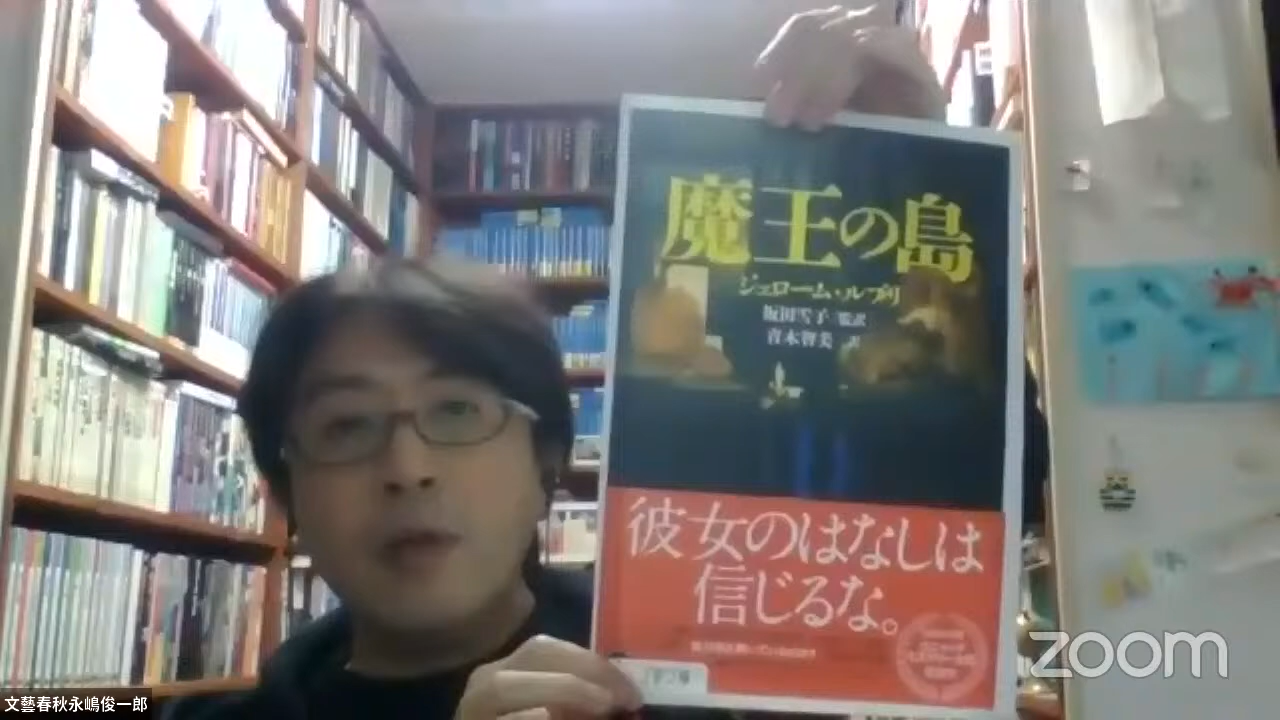 魔王の島
ジェローム・ルブリ
坂田雪子 監訳
青木智美 訳
彼女のはなしは
信じるな。
文藝春秋永嶋俊一郎
zoom